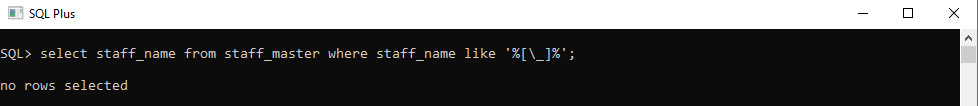 SQL Plus
SQL> select staff_name from staff_master where staff_name like '%[\_]%';
no rows selected